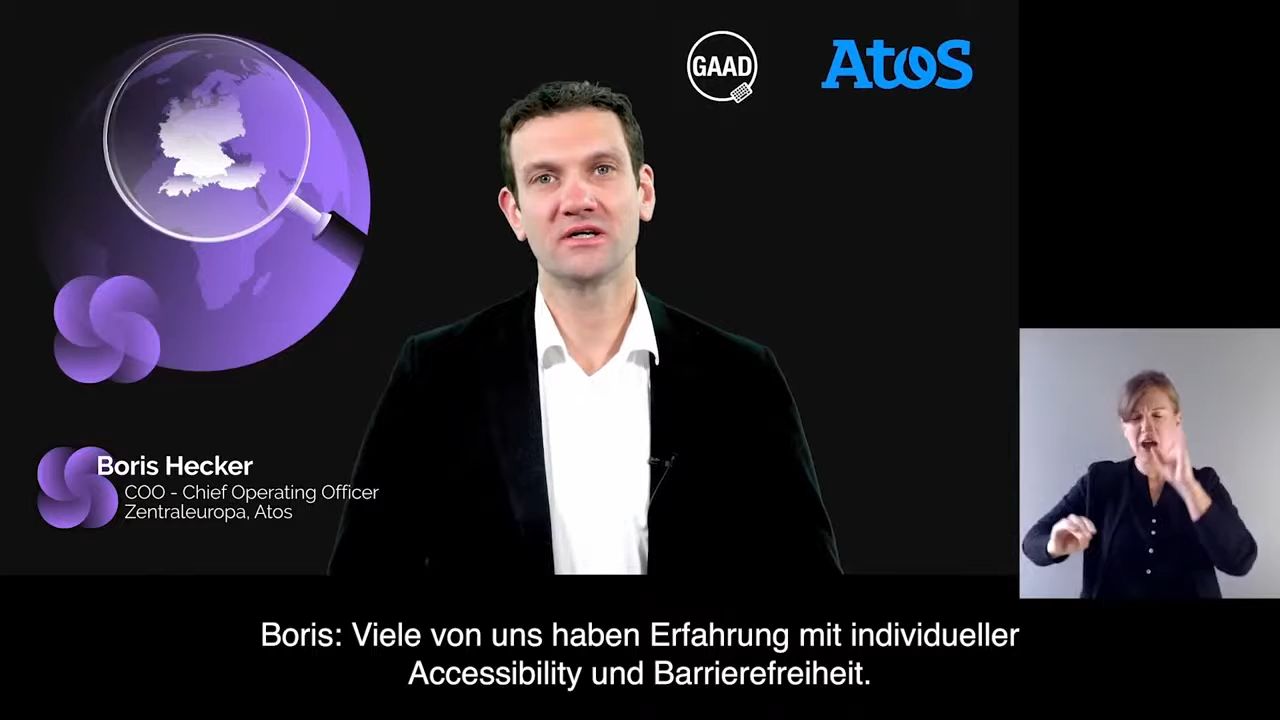 GAAD
Atos
Boris Hecker
COO - Chief Operating Officer
Zentraleuropa, Atos
Boris: Viele von uns haben Erfahrung mit individueller
Accessibility und Barrierefreiheit.